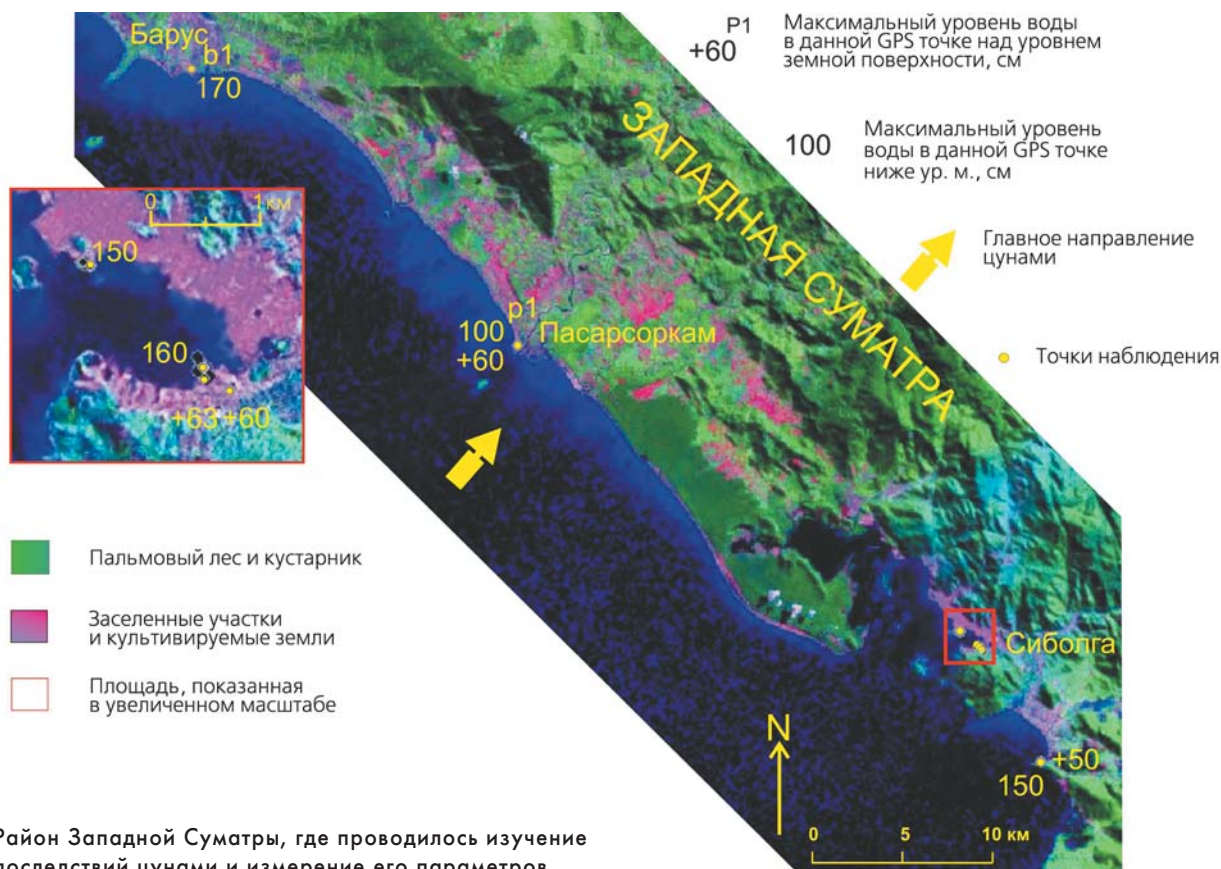 Барус
b1
170
P1
+60
Максимальный уровень воды
в данной GPS точке над уровнем
земной поверхности, см
100
Максимальный уровень
воды в данной GPS точке
ниже ур. м., см
Главное направление
цунами
Точки наблюдения
ЗАПАДНАЯ СУМАТРА
0
1 км
150
160
+63
+60
p1
100
+60
Пасарсоркам
Пальмовый лес и кустарник
Заселенные участки
и культивируемые земли
Площадь, показанная
в увеличенном масштабе
Сиболга
N
+50
150
0
5
10 км
Район Западной Суматры, где проводилось изучение
последствий цунами и измерение его параметров